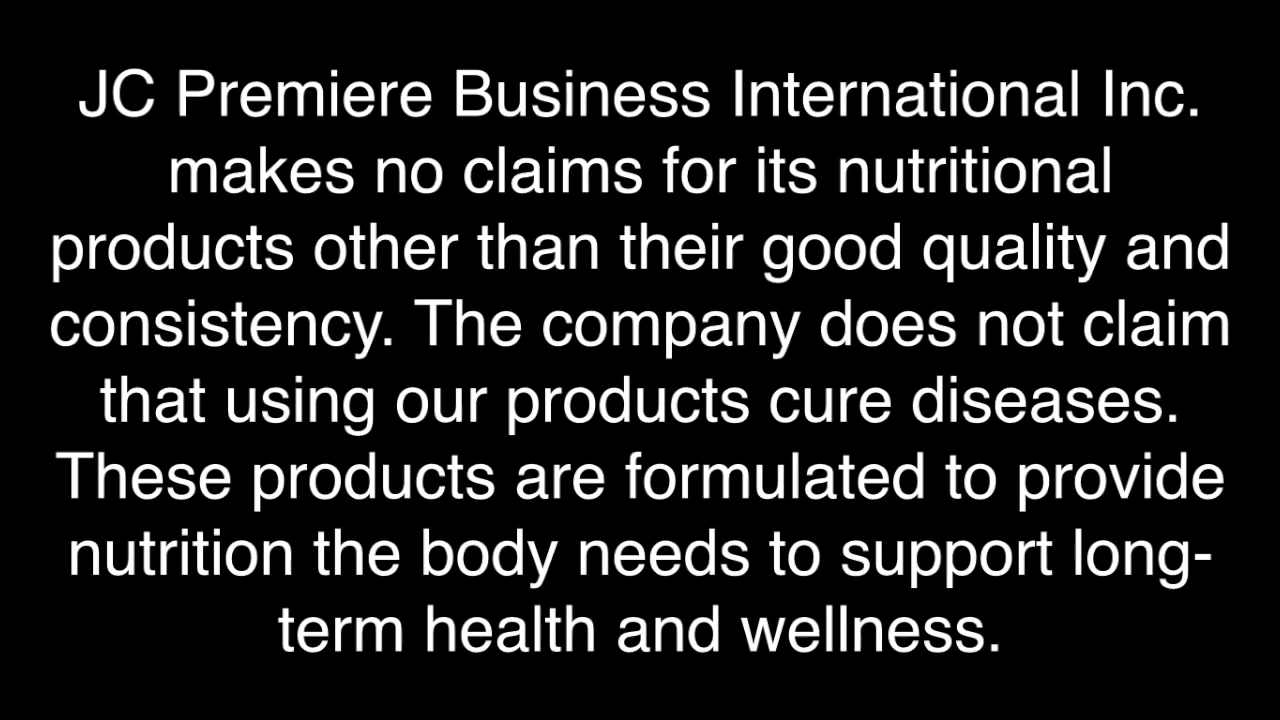 JC Premiere Business International Inc.
makes no claims for its nutritional
products other than their good quality and
consistency. The company does not claim
that using our products cure diseases.
These products are formulated to provide
nutrition the body needs to support long-
term health and wellness.